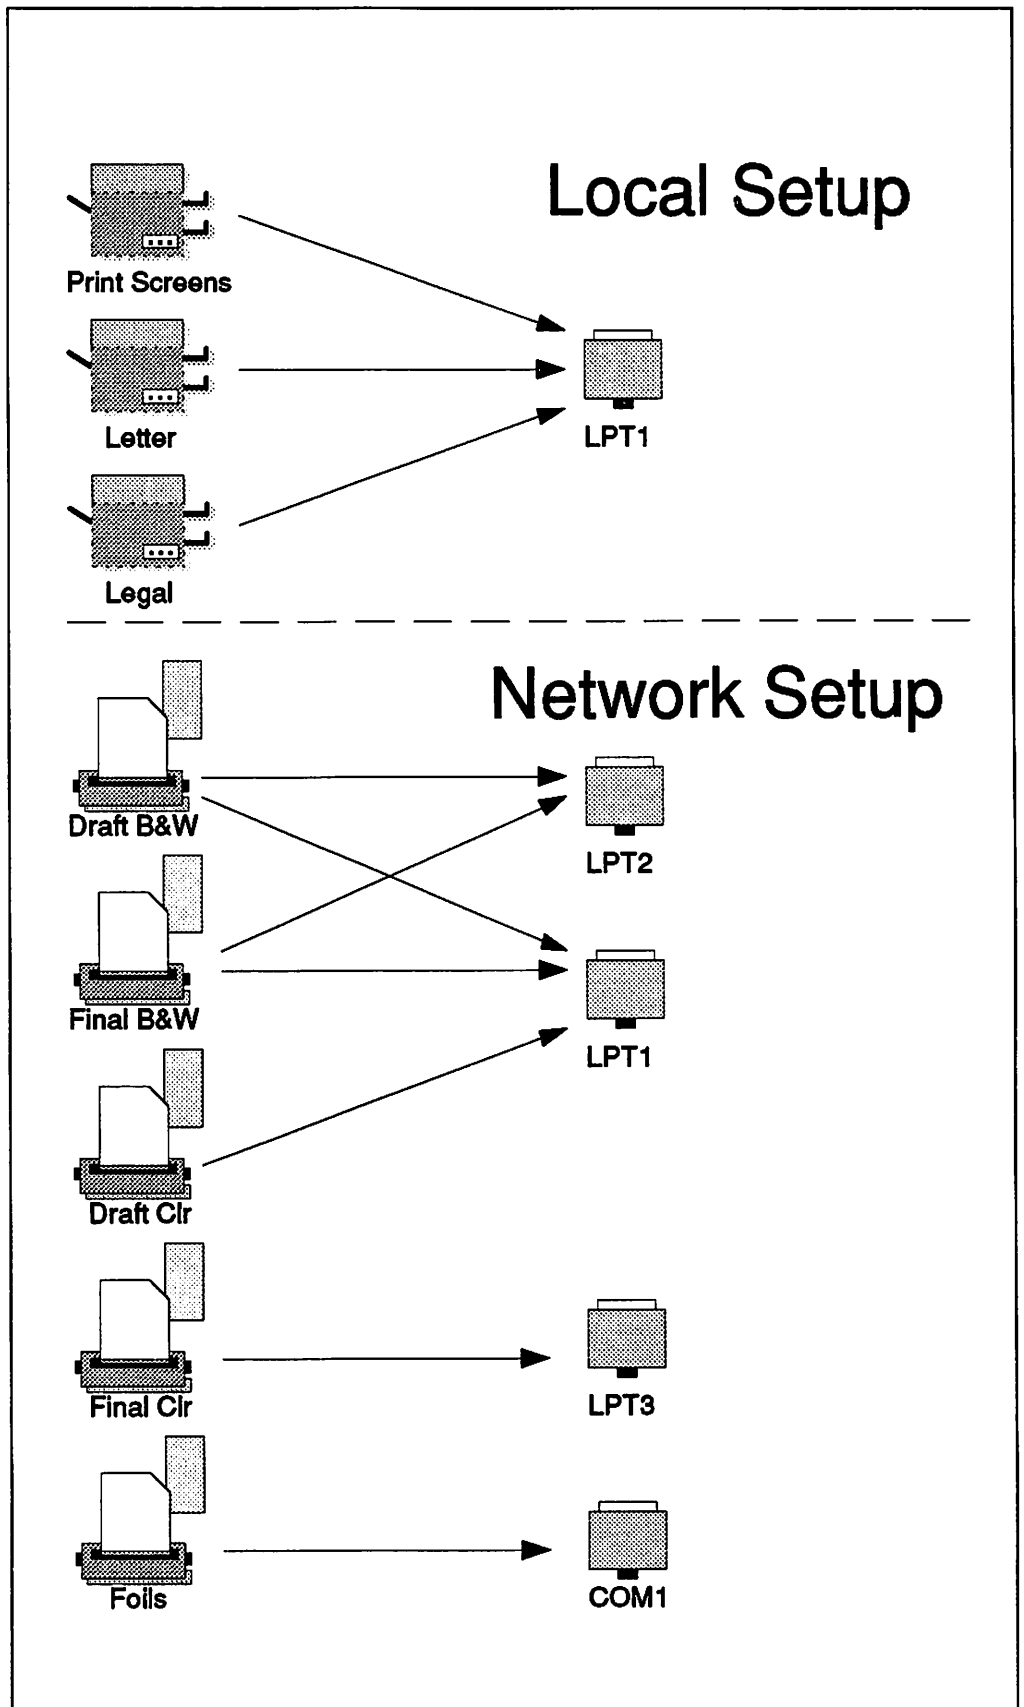 Local Setup
Print Screens
Letter
LPT1
Legal
Network Setup
Draft B&W
LPT2
Final B&W
LPT1
Draft Clr
Final Clr
LPT3
Foils
COM1